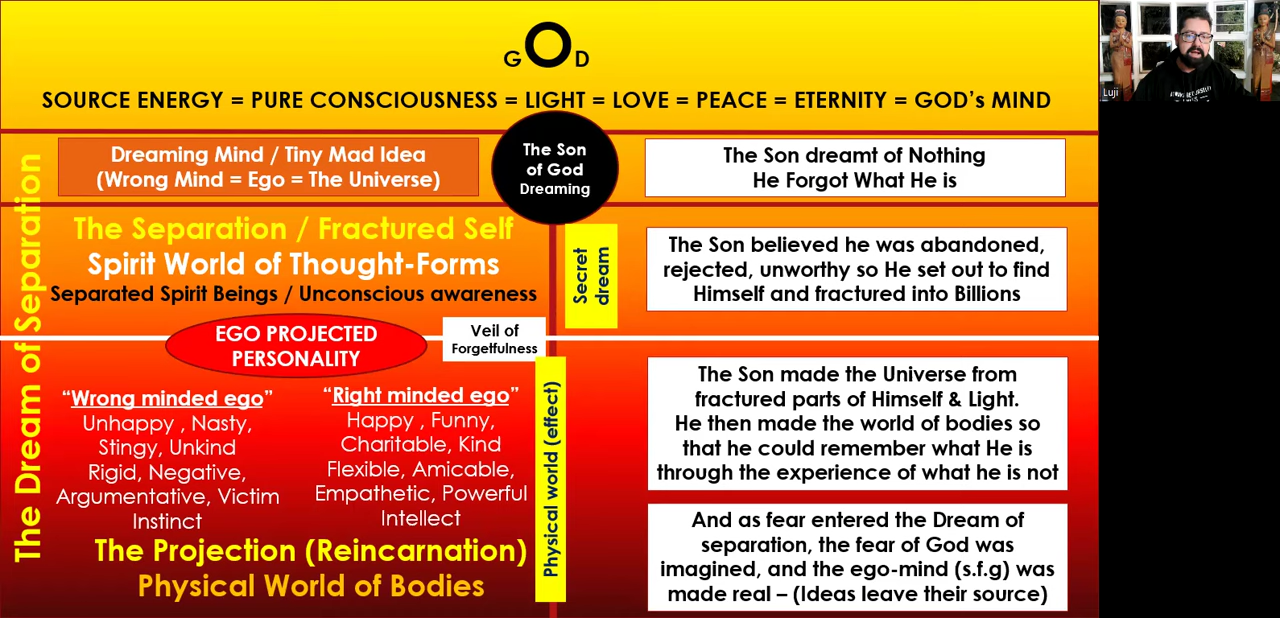 GOD
SOURCE ENERGY = PURE CONSCIOUSNESS = LIGHT = LOVE = PEACE = ETERNITY = GOD's MIND
Dreaming Mind / Tiny Mad Idea
(Wrong Mind = Ego = The Universe)
The Son
of God
Dreaming
The Son dreamt of Nothing
He Forgot What He is
The Dream of Separation
The Separation / Fractured Self
Spirit World of Thought-Forms
Separated Spirit Beings / Unconscious awareness
Secret
dream
The Son believed he was abandoned,
rejected, unworthy so He set out to find
Himself and fractured into Billions
EGO PROJECTED
PERSONALITY
Veil of
Forgetfulness
"Wrong minded ego"
Unhappy , Nasty,
Stingy, Unkind
Rigid, Negative,
Argumentative, Victim
Instinct
"Right minded ego"
Happy , Funny,
Charitable, Kind
Flexible, Amicable,
Empathetic, Powerful
Intellect
Physical world (effect)
The Son made the Universe from
fractured parts of Himself & Light.
He then made the world of bodies so
that he could remember what He is
through the experience of what he is not
The Projection (Reincarnation)
Physical World of Bodies
And as fear entered the Dream of
separation, the fear of God was
imagined, and the ego-mind (s.f.g) was
made real – (Ideas leave their source)
Luji